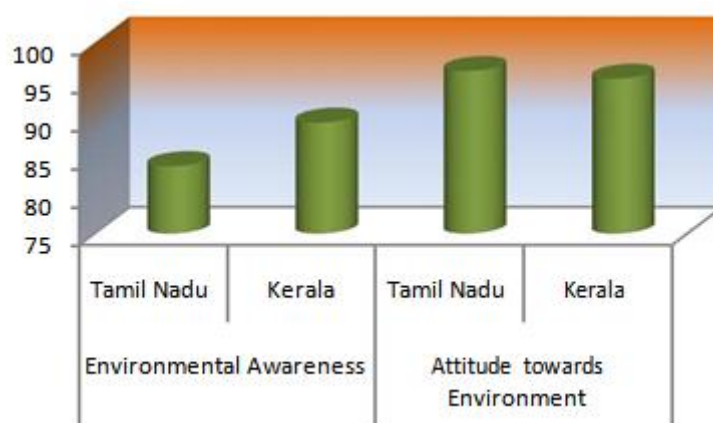 100
95
90
85
80
75
Tamil Nadu
Kerala
Tamil Nadu
Kerala
Environmental Awareness
Attitude towards
Environment